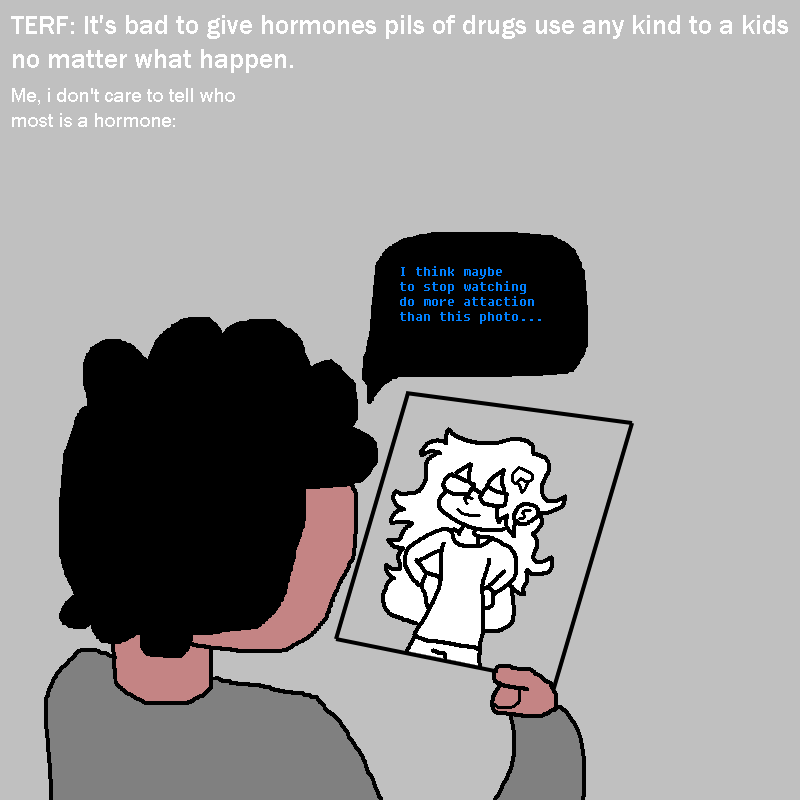 TERF: It's bad to give hormones pils of drugs use any kind to a kids
no matter what happen.
Me, i don't care to tell who
most is a hormone:
I think maybe
to stop watching
do more attaction
than this photo...